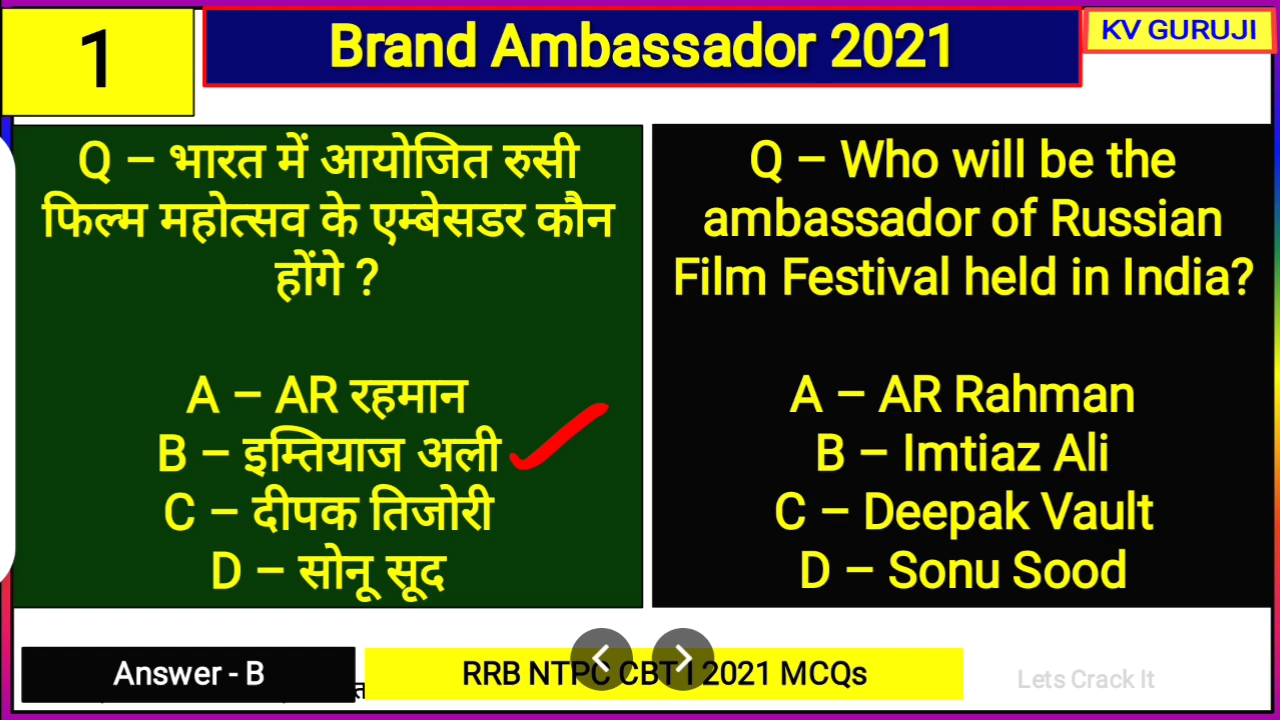 1
Brand Ambassador 2021
KV GURUJI
Q – भारत में आयोजित रुसी
फिल्म महोत्सव के एम्बेसडर कौन
होंगे ?
A – AR रहमान
B – इम्तियाज अली
C – दीपक तिजोरी
D – सोनू सूद
Q – Who will be the
ambassador of Russian
Film Festival held in India?
A – AR Rahman
B – Imtiaz Ali
C – Deepak Vault
D – Sonu Sood
Answer - B
RRB NTPC CBT I 2021 MCQs
Lets Crack It